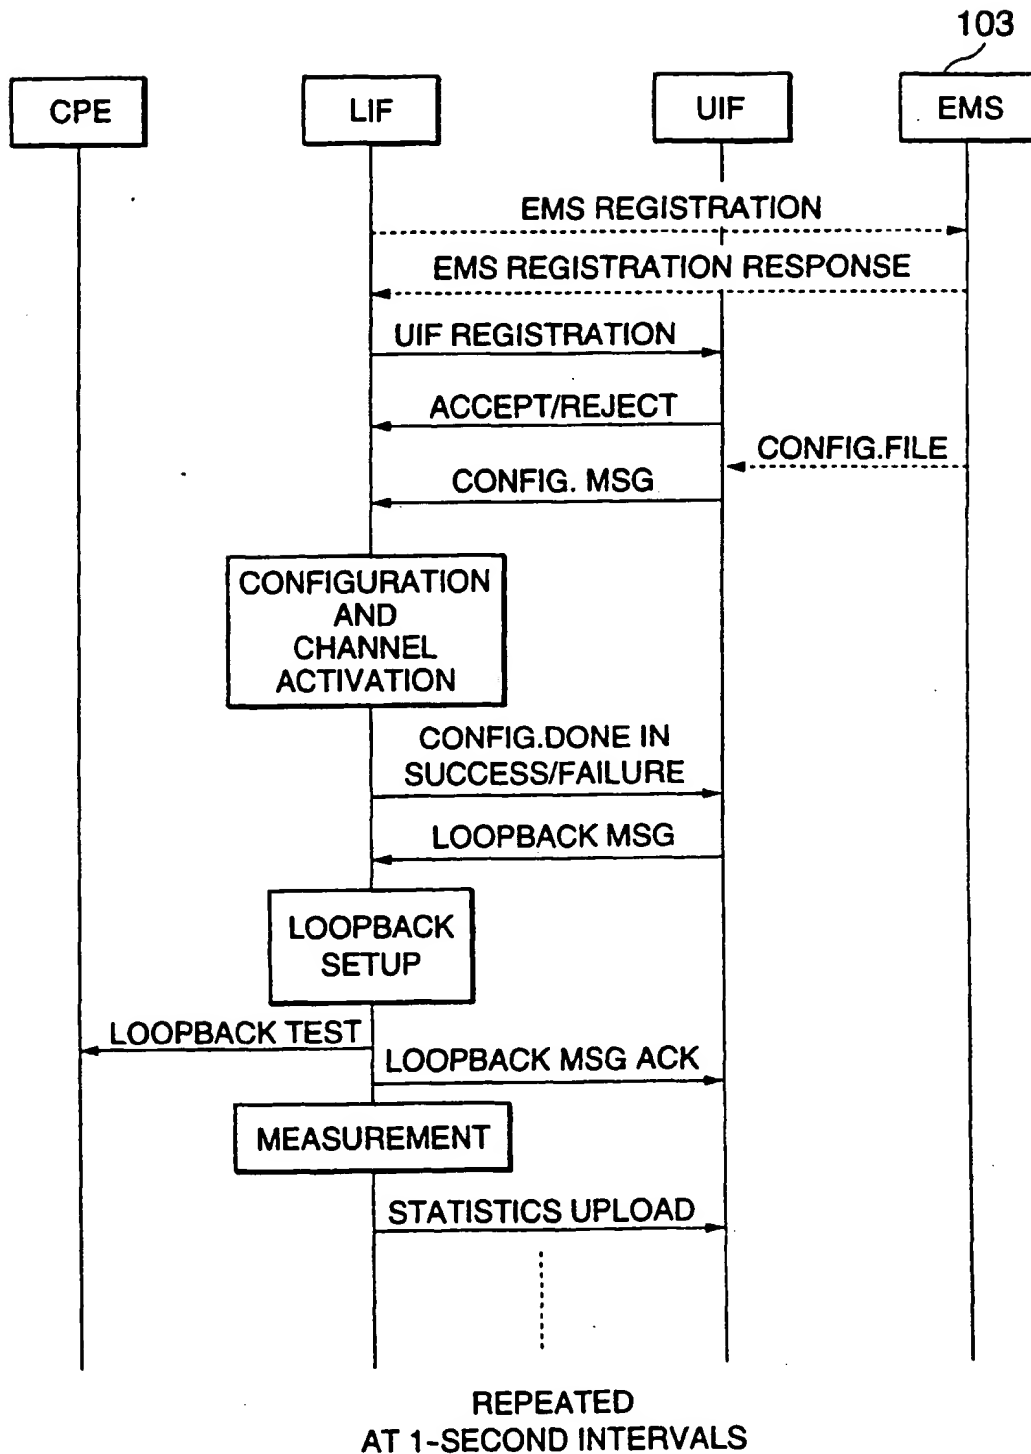 103
CPE
LIF
UIF
EMS
EMS REGISTRATION
EMS REGISTRATION RESPONSE
UIF REGISTRATION
ACCEPT/REJECT
CONFIG.FILE
CONFIG. MSG
CONFIGURATION
AND
CHANNEL
ACTIVATION
CONFIG.DONE IN
SUCCESS/FAILURE
LOOPBACK MSG
LOOPBACK
SETUP
LOOPBACK TEST
LOOPBACK MSG ACK
MEASUREMENT
STATISTICS UPLOAD
REPEATED
AT 1-SECOND INTERVALS